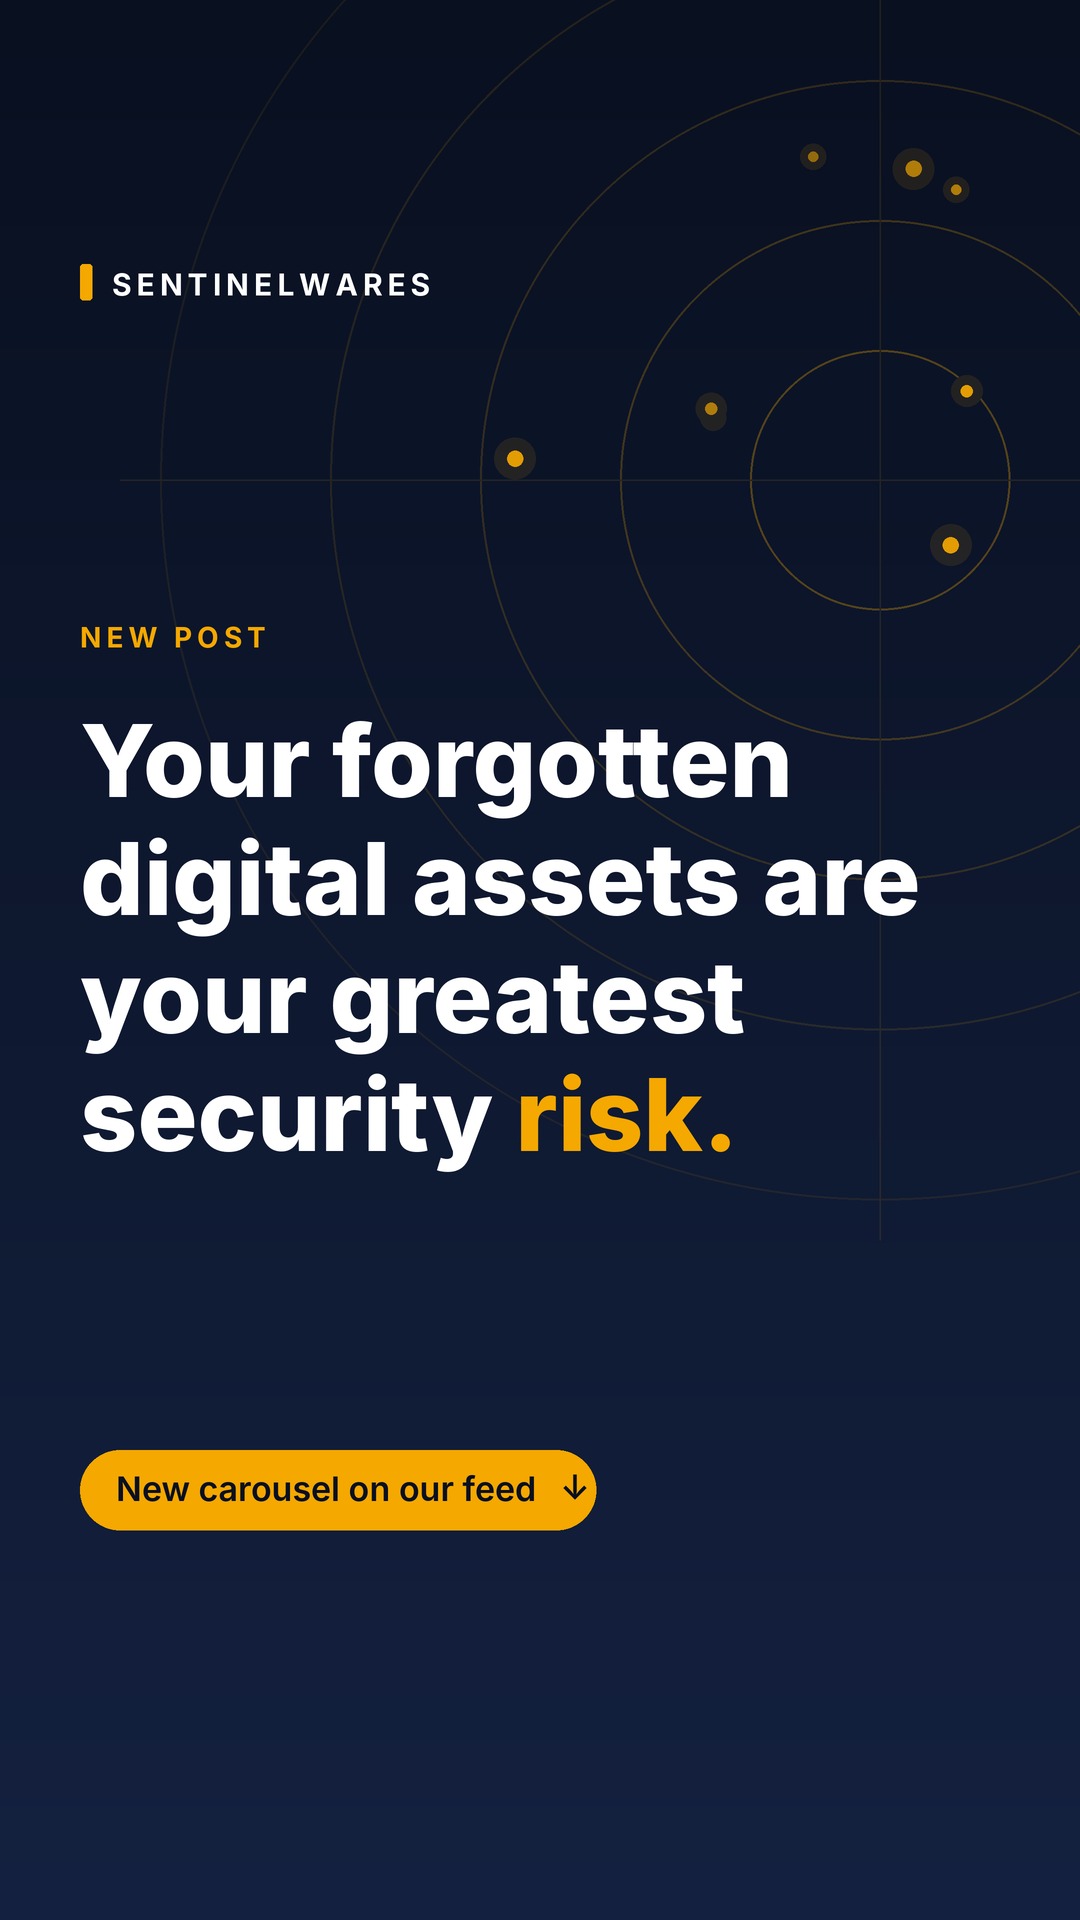 SENTINELWARES
NEW POST
Your forgotten
digital assets are
your greatest
security risk.
New carousel on our feed ↓